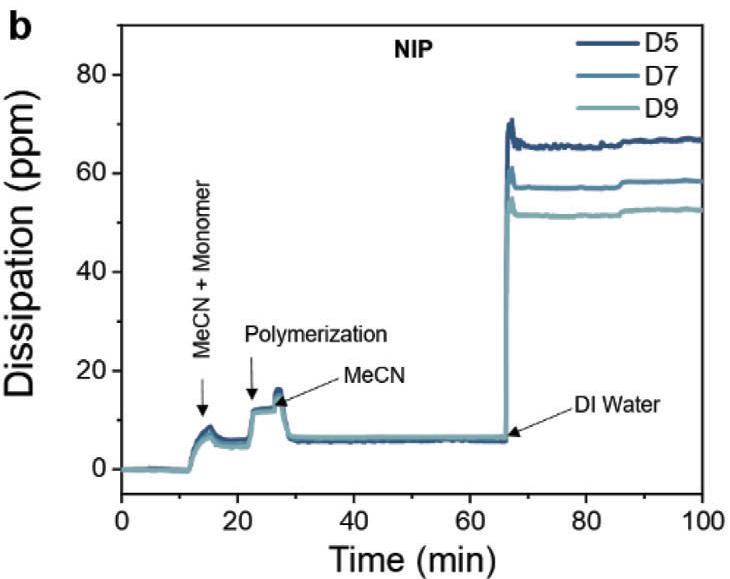 b
NIP
D5
D7
D9
Dissipation (ppm)
80
60
40
20
0
MeCN + Monomer
Polymerization
MeCN
DI Water
0 20 40 60 80 100
Time (min)